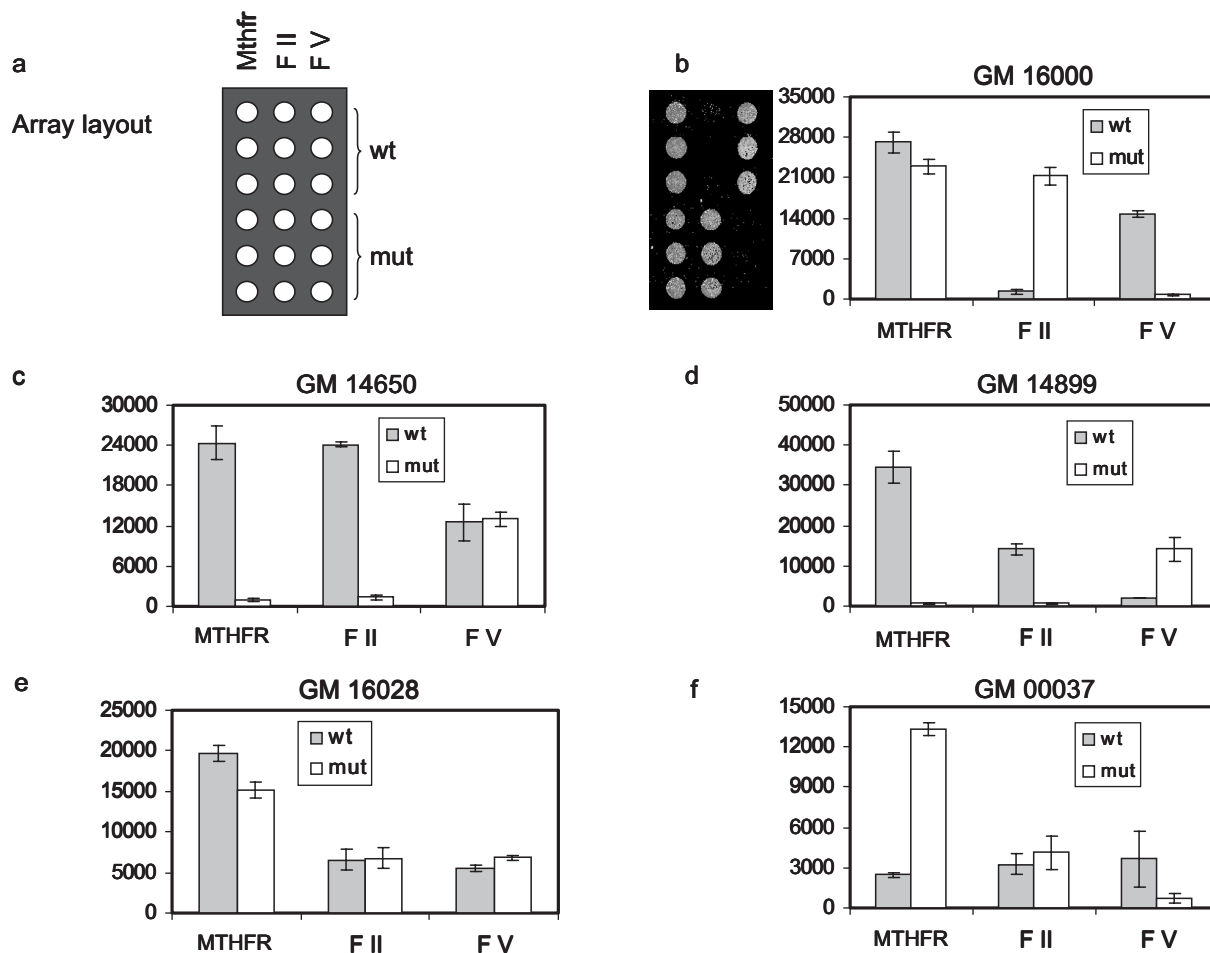 a
Array layout
Mthfr
F II
F V
wt
mut
b
GM 16000
35000
28000
21000
14000
7000
0
wt
mut
MTHFR F II F V
c
GM 14650
30000
24000
18000
12000
6000
0
wt
mut
MTHFR F II F V
d
GM 14899
50000
40000
30000
20000
10000
0
wt
mut
MTHFR F II F V
e
GM 16028
25000
20000
15000
10000
5000
0
wt
mut
MTHFR F II F V
f
GM 00037
15000
12000
9000
6000
3000
0
wt
mut
MTHFR F II F V